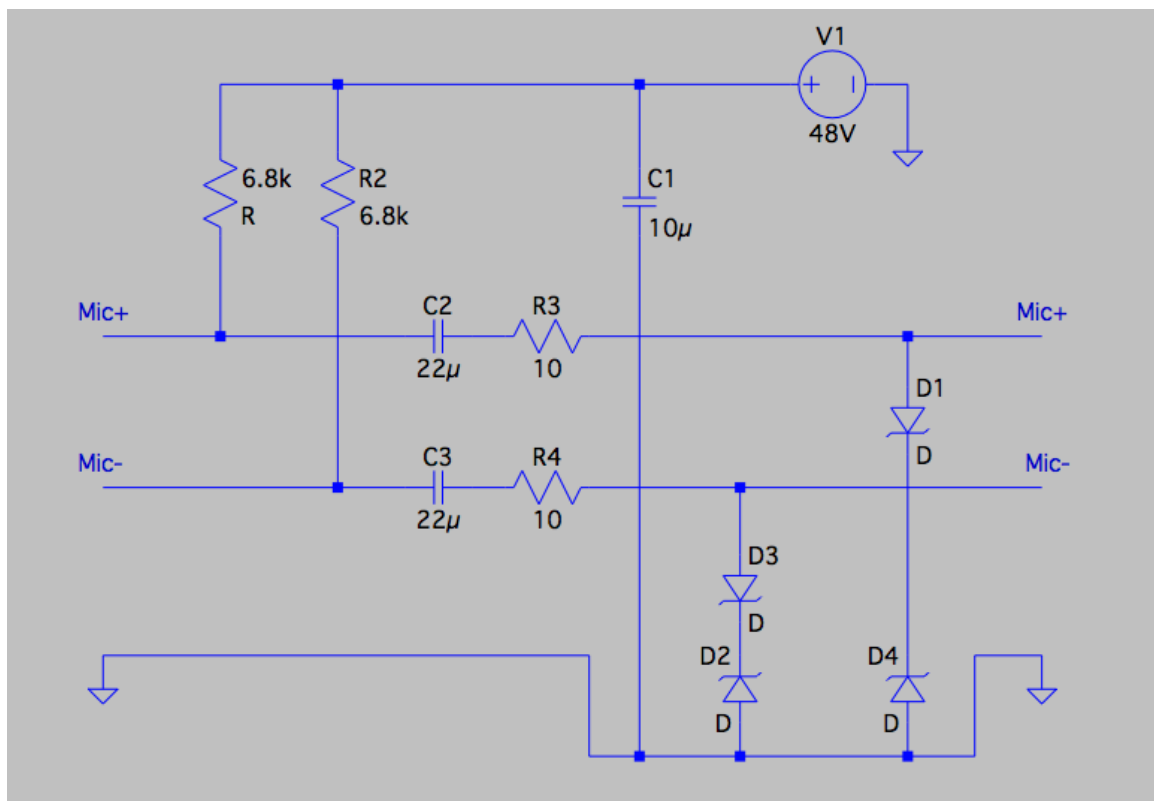 V1
48V
6.8k
R
R2
6.8k
C1
10µ
Mic+
C2
22µ
R3
10
Mic+
D1
D
Mic-
C3
22µ
R4
10
Mic-
D3
D
D2
D
D4
D